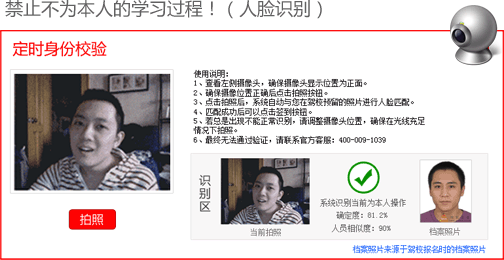 禁止不为本人的学习过程！（人脸识别）
定时身份校验
使用说明：
1、查看左侧摄像头，确保摄像头显示位置为正面。
2、确保摄像位置正确后点击拍照按钮。
3、点击拍照后，系统自动与您在驾校预留的照片进行人脸匹配。
4、匹配成功后可以点击签到按钮。
5、若总是出现不能正常识别，请调整摄像头位置，确保在光线充足
情况下拍照。
6、最终无法通过验证，请联系官方客服：400-009-1039
拍照
识别区
当前拍照
系统识别当前为本人操作
确定度：81.2%
人员相似度：90%
档案照片
档案照片来源于驾校报名时的档案照片